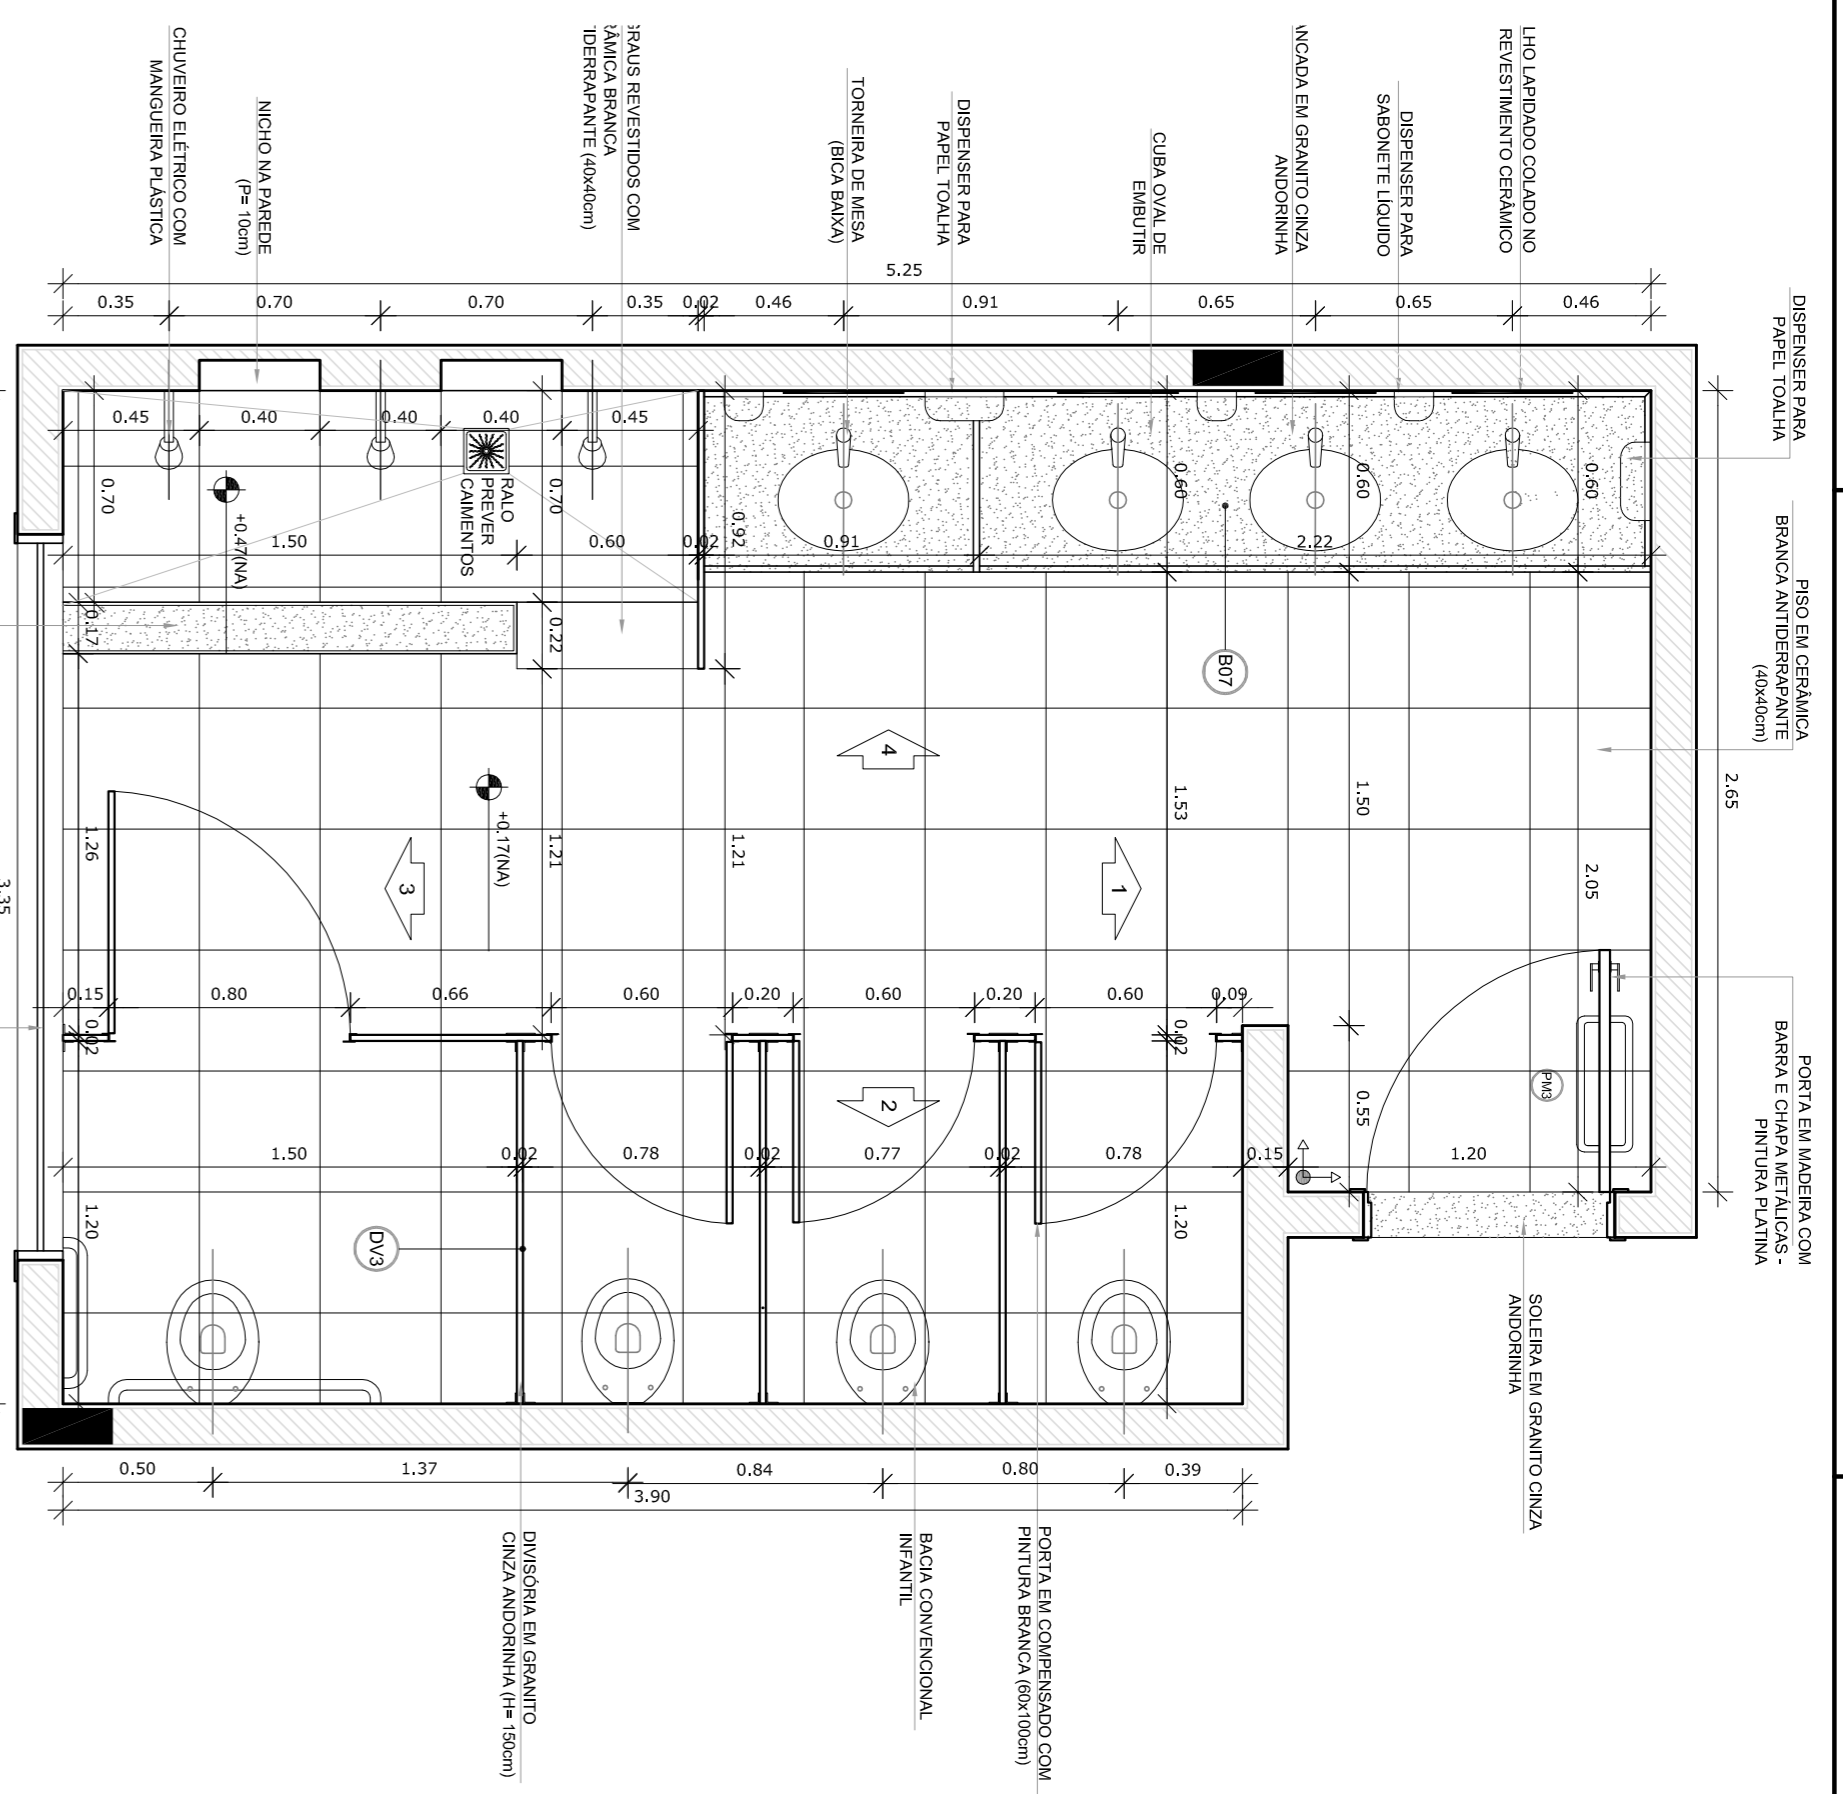 CHUVEIRO ELÉTRICO COM
MANGUEIRA PLÁSTICA
NICHO NA PAREDE
(P= 10cm)
GRAUS REVESTIDOS COM
RÂMICA BRANCA
IDERRAPANTE (40x40cm)
TORNEIRA DE MESA
(BICA BAIXA)
DISPENSER PARA
PAPEL TOALHA
CUBA OVAL DE
EMBUTIR
NCADA EM GRANITO CINZA
ANDORINHA
DISPENSER PARA
SABONETE LÍQUIDO
LHO LAPIDADO COLADO NO
REVESTIMENTO CERÂMICO
DISPENSER PARA
PAPEL TOALHA
5.25
0.35 0.70 0.70 0.35 0.02 0.46 0.91 0.65 0.65 0.46
0.45 0.40 0.40 0.40 0.45
0.70
+0.47(NA)
RALO
PREVER
CAIMENTOS
0.70
0.92
0.60
0.60
0.60
1.50 0.60 0.02 0.91 2.22
0.17
0.22
B07
PISO EM CERÂMICA
BRANCA ANTIDERRAPANTE
(40x40cm)
2.65
4
1.53
1.50
1.26
+0.17(NA)
1.21
1.21
3
1
2.05
3.35
0.15 0.80 0.66 0.60 0.20 0.60 0.20 0.60 0.09
0.02
0.02
2
PM3
0.55
PORTA EM MADEIRA COM
BARRA E CHAPA METÁLICAS -
PINTURA PLATINA
1.50 0.02 0.78 0.02 0.77 0.02 0.78 0.15 1.20
1.20
DV3
1.20
SOLEIRA EM GRANITO CINZA
ANDORINHA
0.50 1.37 0.84 0.80 0.39
3.90
DIVISÓRIA EM GRANITO
CINZA ANDORINHA (H= 150cm)
BACIA CONVENCIONAL
INFANTIL
PORTA EM COMPENSADO COM
PINTURA BRANCA (60x100cm)